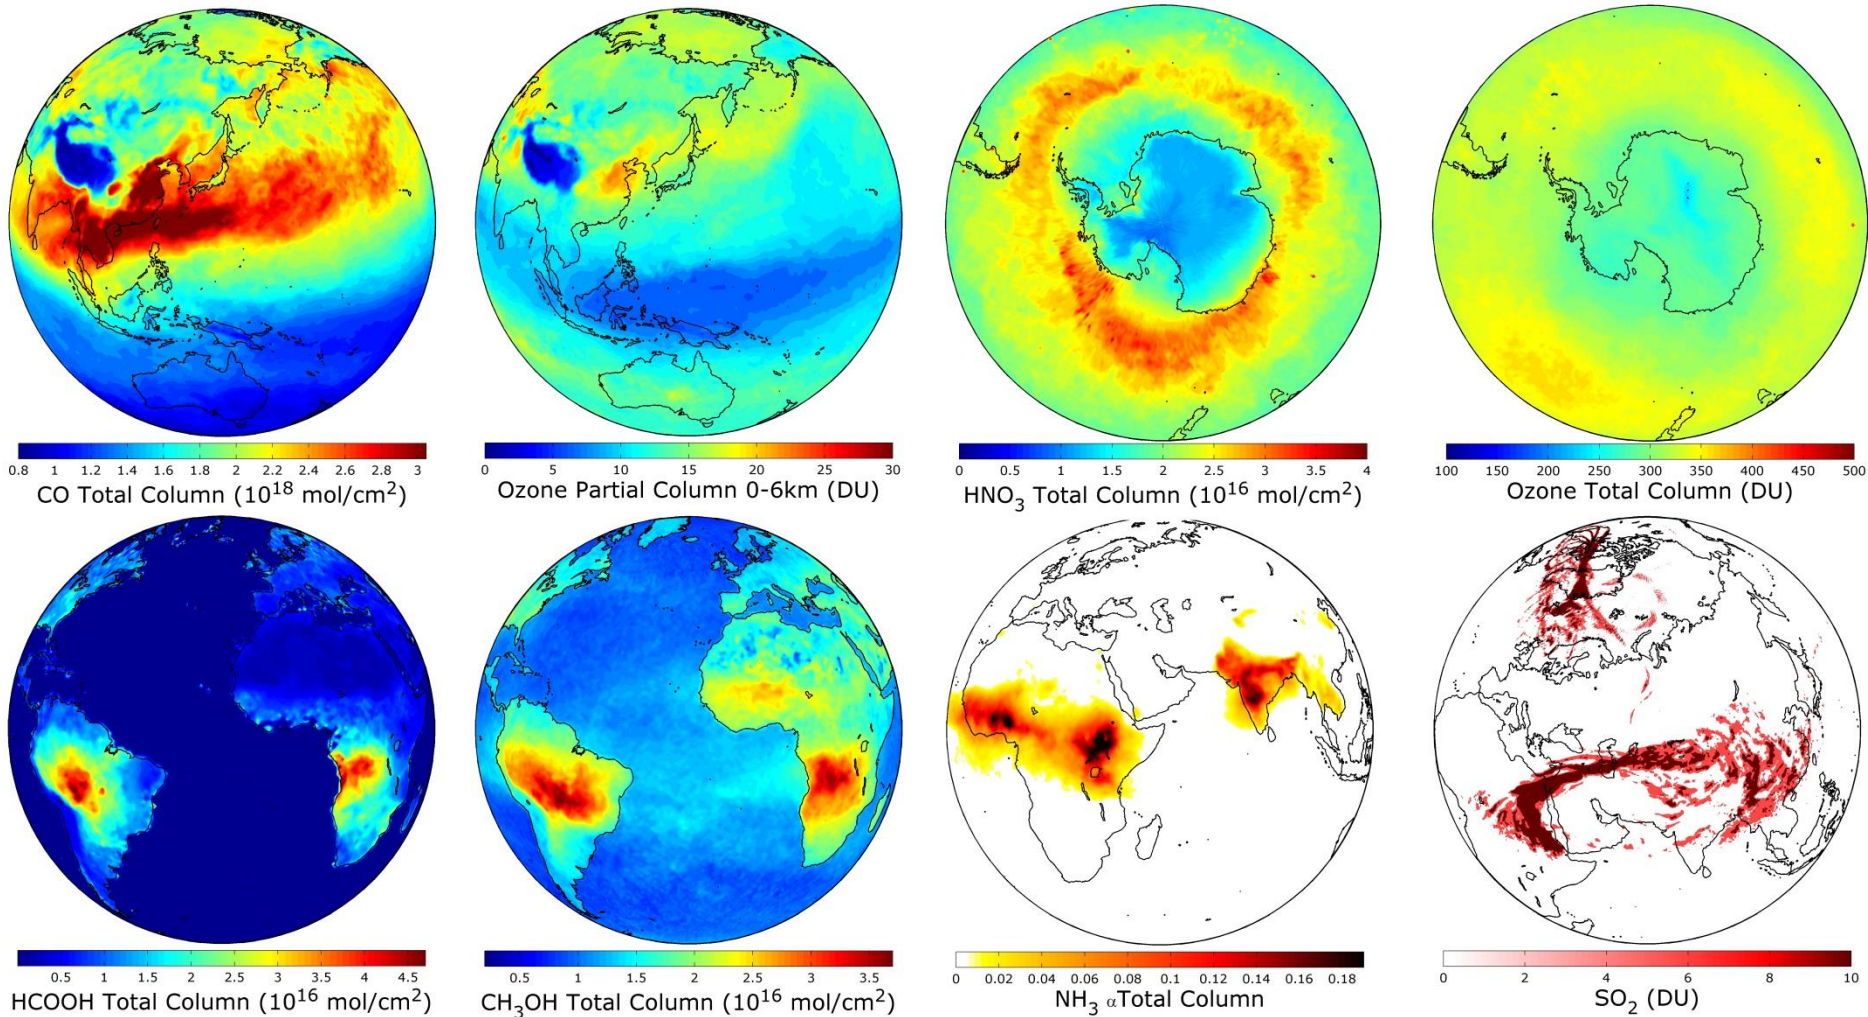 0.8 1 1.2 1.4 1.6 1.8 2 2.2 2.4 2.6 2.8 3
CO Total Column (10¹⁸ mol/cm²)
0 5 10 15 20 25 30
Ozone Partial Column 0-6km (DU)
0 0.5 1 1.5 2 2.5 3 3.5 4
HNO₃ Total Column (10¹⁶ mol/cm²)
100 150 200 250 300 350 400 450 500
Ozone Total Column (DU)
0.5 1 1.5 2 2.5 3 3.5 4 4.5
HCOOH Total Column (10¹⁶ mol/cm²)
0.5 1 1.5 2 2.5 3 3.5
CH₃OH Total Column (10¹⁶ mol/cm²)
0 0.02 0.04 0.06 0.08 0.1 0.12 0.14 0.16 0.18
NH₃ αTotal Column
0 2 4 6 8 10
SO₂ (DU)